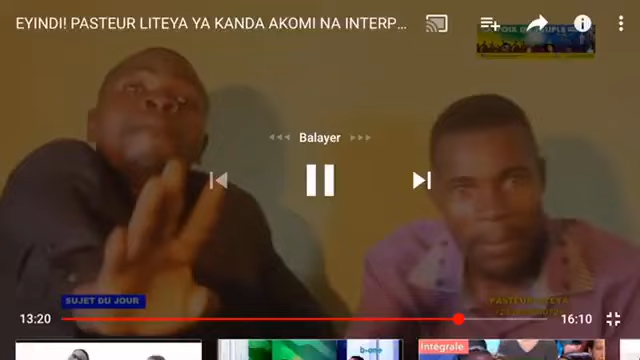 EYINDI! PASTEUR LITEYA YA KANDA AKOMI NA INTERP...
Balayer
SUJET DU JOUR
PASTEUR LITEYA
13:20
16:10
Intégrale
b-one